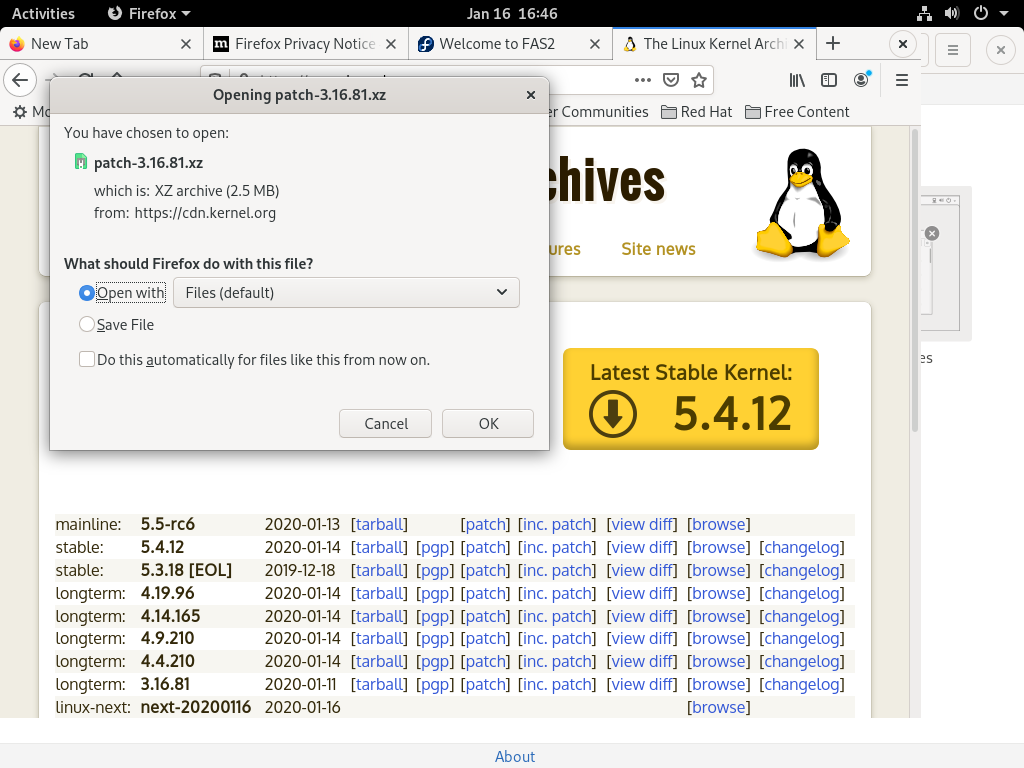 Activities Firefox Jan 16 16:46
New Tab Firefox Privacy Notice Welcome to FAS2 The Linux Kernel Archi
Opening patch-3.16.81.xz
er Communities Red Hat Free Content
You have chosen to open:
patch-3.16.81.xz
which is: XZ archive (2.5 MB)
from: https://cdn.kernel.org
chives
ures Site news
What should Firefox do with this file?
Open with Files (default)
Save File
Do this automatically for files like this from now on.
Cancel OK
es
Latest Stable Kernel:
5.4.12
mainline: 5.5-rc6 2020-01-13 [tarball] [patch] [inc. patch] [view diff] [browse]
stable: 5.4.12 2020-01-14 [tarball] [pgp] [patch] [inc. patch] [view diff] [browse] [changelog]
stable: 5.3.18 [EOL] 2019-12-18 [tarball] [pgp] [patch] [inc. patch] [view diff] [browse] [changelog]
longterm: 4.19.96 2020-01-14 [tarball] [pgp] [patch] [inc. patch] [view diff] [browse] [changelog]
longterm: 4.14.165 2020-01-14 [tarball] [pgp] [patch] [inc. patch] [view diff] [browse] [changelog]
longterm: 4.9.210 2020-01-14 [tarball] [pgp] [patch] [inc. patch] [view diff] [browse] [changelog]
longterm: 4.4.210 2020-01-14 [tarball] [pgp] [patch] [inc. patch] [view diff] [browse] [changelog]
longterm: 3.16.81 2020-01-11 [tarball] [pgp] [patch] [inc. patch] [view diff] [browse] [changelog]
linux-next: next-20200116 2020-01-16 [browse]
About